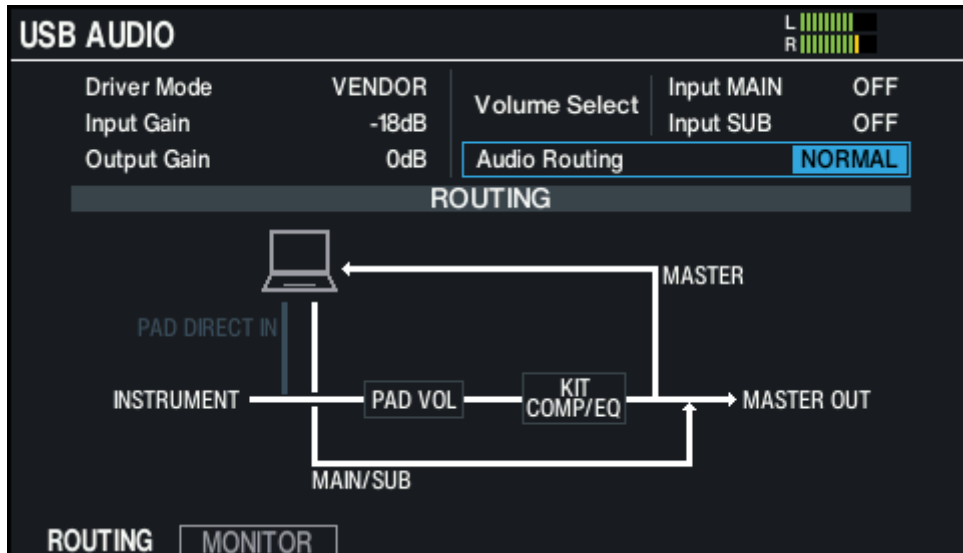 USB AUDIO
L
R
Driver Mode VENDOR
Input Gain -18dB
Output Gain 0dB
Volume Select
Input MAIN OFF
Input SUB OFF
Audio Routing NORMAL
ROUTING
MASTER
PAD DIRECT IN
INSTRUMENT
PAD VOL
KIT
COMP/EQ
MASTER OUT
MAIN/SUB
ROUTING MONITOR